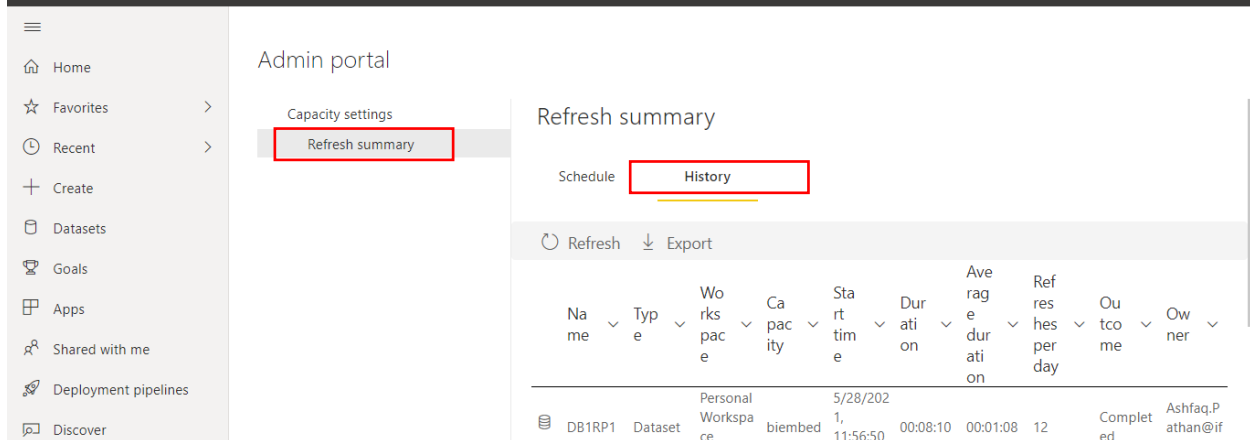 Home
Favorites
Recent
Create
Datasets
Goals
Apps
Shared with me
Deployment pipelines
Discover
Admin portal
Capacity settings
Refresh summary
Refresh summary
Schedule
History
Refresh
Export
Na
me
Typ
e
Wo
rks
pac
e
Ca
pac
ity
Sta
rt
tim
e
Dur
ati
on
Ave
rag
e
dur
ati
on
Ref
res
hes
per
day
Ou
tco
me
Ow
ner
DB1RP1
Dataset
Personal
Workspa
ce
biembed
5/28/202
1,
11:56:50
00:08:10
00:01:08
12
Complet
ed
Ashfaq.P
athan@if